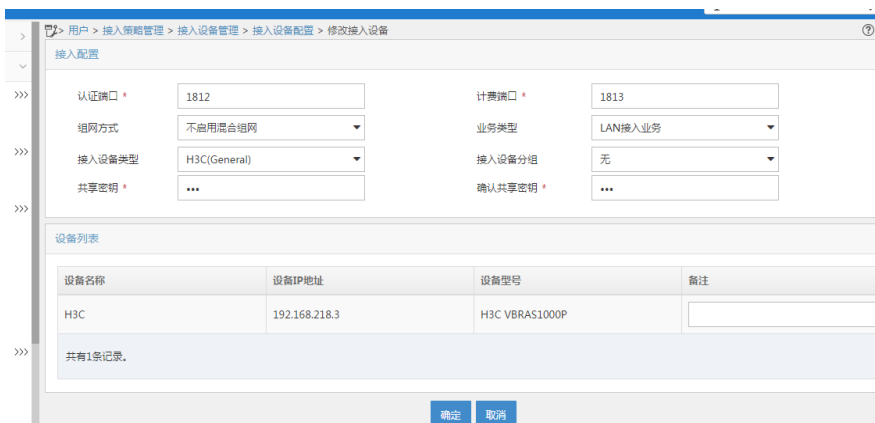 > 用户 > 接入策略管理 > 接入设备管理 > 接入设备配置 > 修改接入设备
接入配置
认证端口 * 1812 计费端口 * 1813
组网方式 不启用混合组网 业务类型 LAN接入业务
接入设备类型 H3C(General) 接入设备分组 无
共享密钥 * ••• 确认共享密钥 * •••
设备列表
设备名称 设备IP地址 设备型号 备注
H3C 192.168.218.3 H3C VBRAS1000P
共有1条记录。
确定 取消